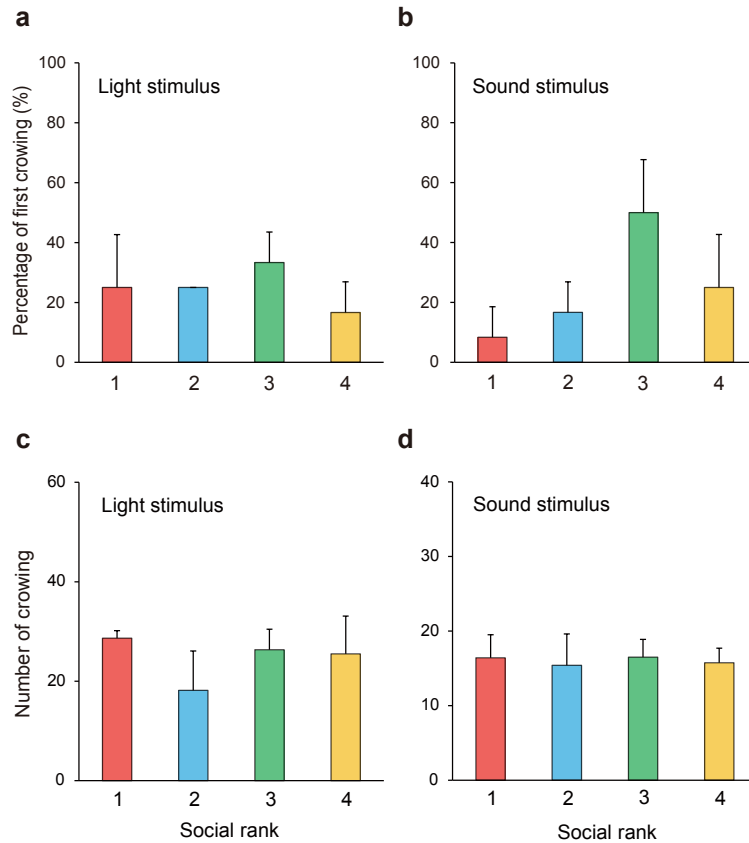 a
Light stimulus
Percentage of first crowing (%)
100
80
60
40
20
0
1 2 3 4
b
Sound stimulus
100
80
60
40
20
0
1 2 3 4
c
Light stimulus
Number of crowing
60
40
20
0
1 2 3 4
Social rank
d
Sound stimulus
40
30
20
10
0
1 2 3 4
Social rank